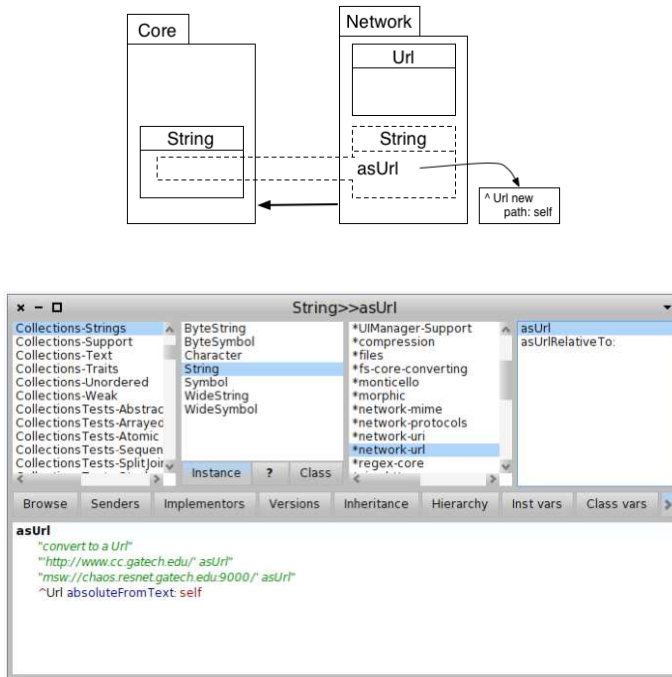 Core
Network
Url
String
String
asUrl
^ Url new
path: self
String>>asUrl
Collections-Strings
Collections-Support
Collections-Text
Collections-Traits
Collections-Unordered
Collections-Weak
CollectionsTests-Abstrac
CollectionsTests-Arrayed
CollectionsTests-Atomic
CollectionsTests-Sequen
CollectionsTests-SplitJoin
ByteString
ByteSymbol
Character
String
Symbol
WideString
WideSymbol
Instance ? Class
*UIManager-Support
*compression
*files
*fs-core-converting
*monticello
*morphic
*network-mime
*network-protocols
*network-uri
*network-url
*regex-core
asUrl
asUrlRelativeTo:
Browse Senders Implementors Versions Inheritance Hierarchy Inst vars Class vars
asUrl
"convert to a Url"
"'http://www.cc.gatech.edu/' asUrl"
"msw://chaos.resnet.gatech.edu:9000/' asUrl"
^Url absoluteFromText: self